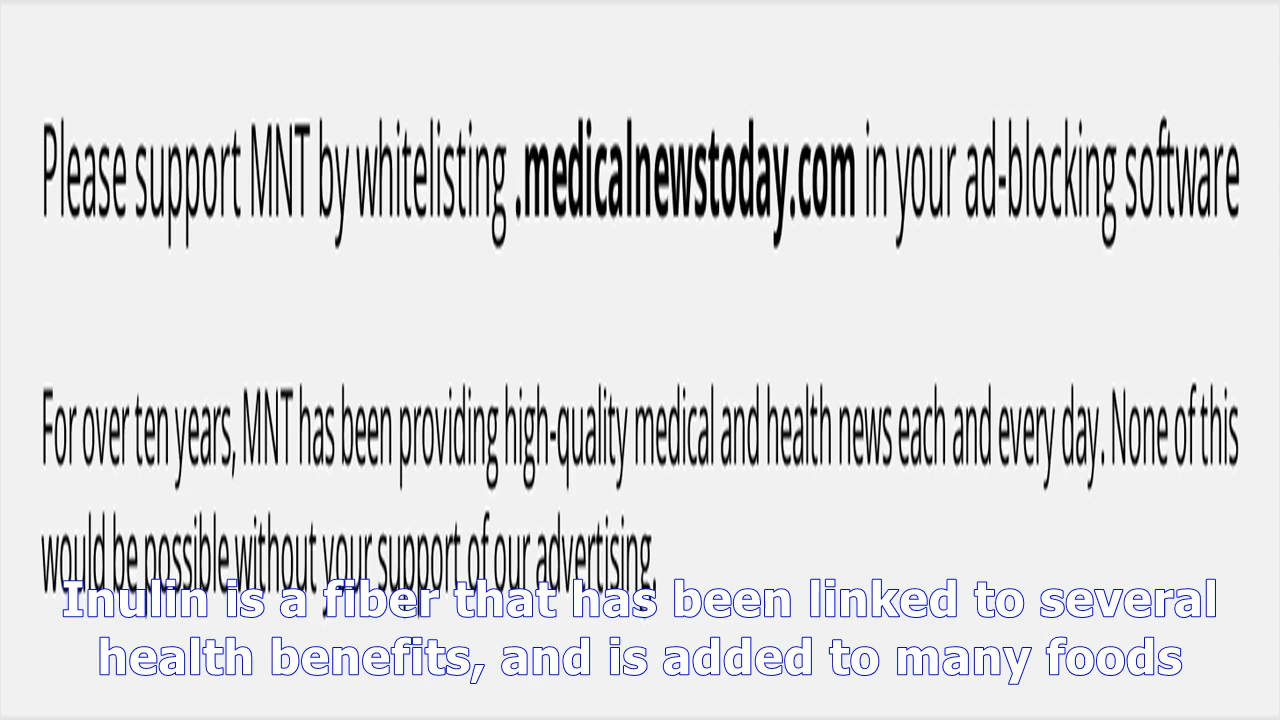 Please support MNT by whitelisting .medicalnewstoday.com in your ad-blocking software
For over ten years, MNT has been providing high-quality medical and health news each and every day. None of this
would be possible without your support of our advertising.
Inulin is a fiber that has been linked to several
health benefits, and is added to many foods